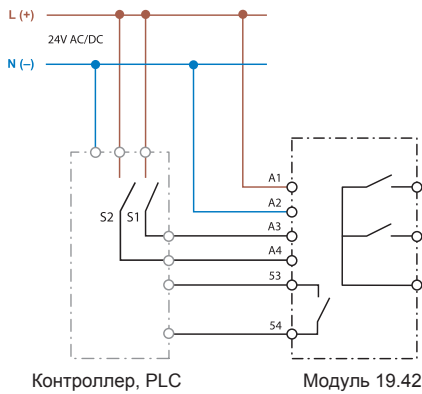 L (+)
24V AC/DC
N (–)
A1
S2 S1
A2
A3
A4
53
54
Контроллер, PLC
Модуль 19.42